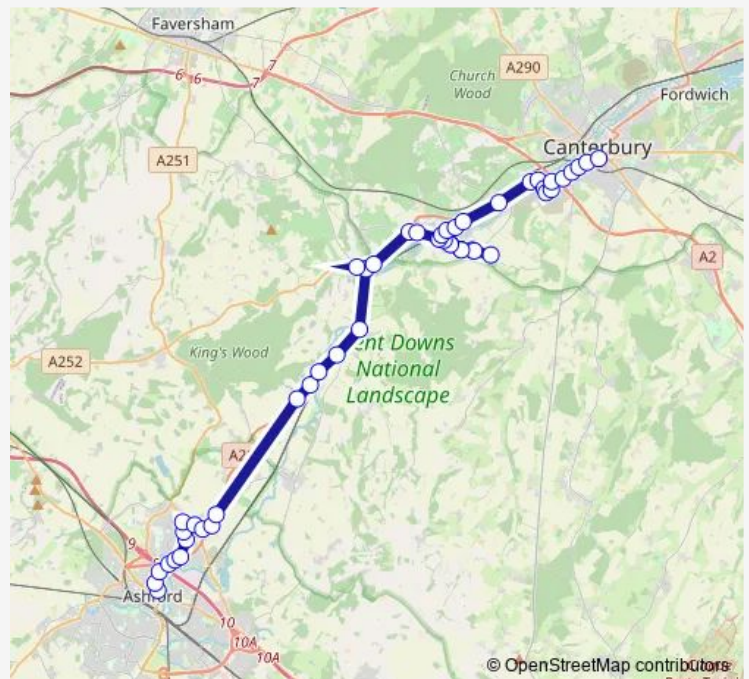 Faversham
6
6
7
7
A290
Church
Wood
Fordwich
A251
Canterbury
A2
King's Wood
A252
ent Downs
National
Landscape
9
Ashford
10
10A
10A
© OpenStreetMap contributors